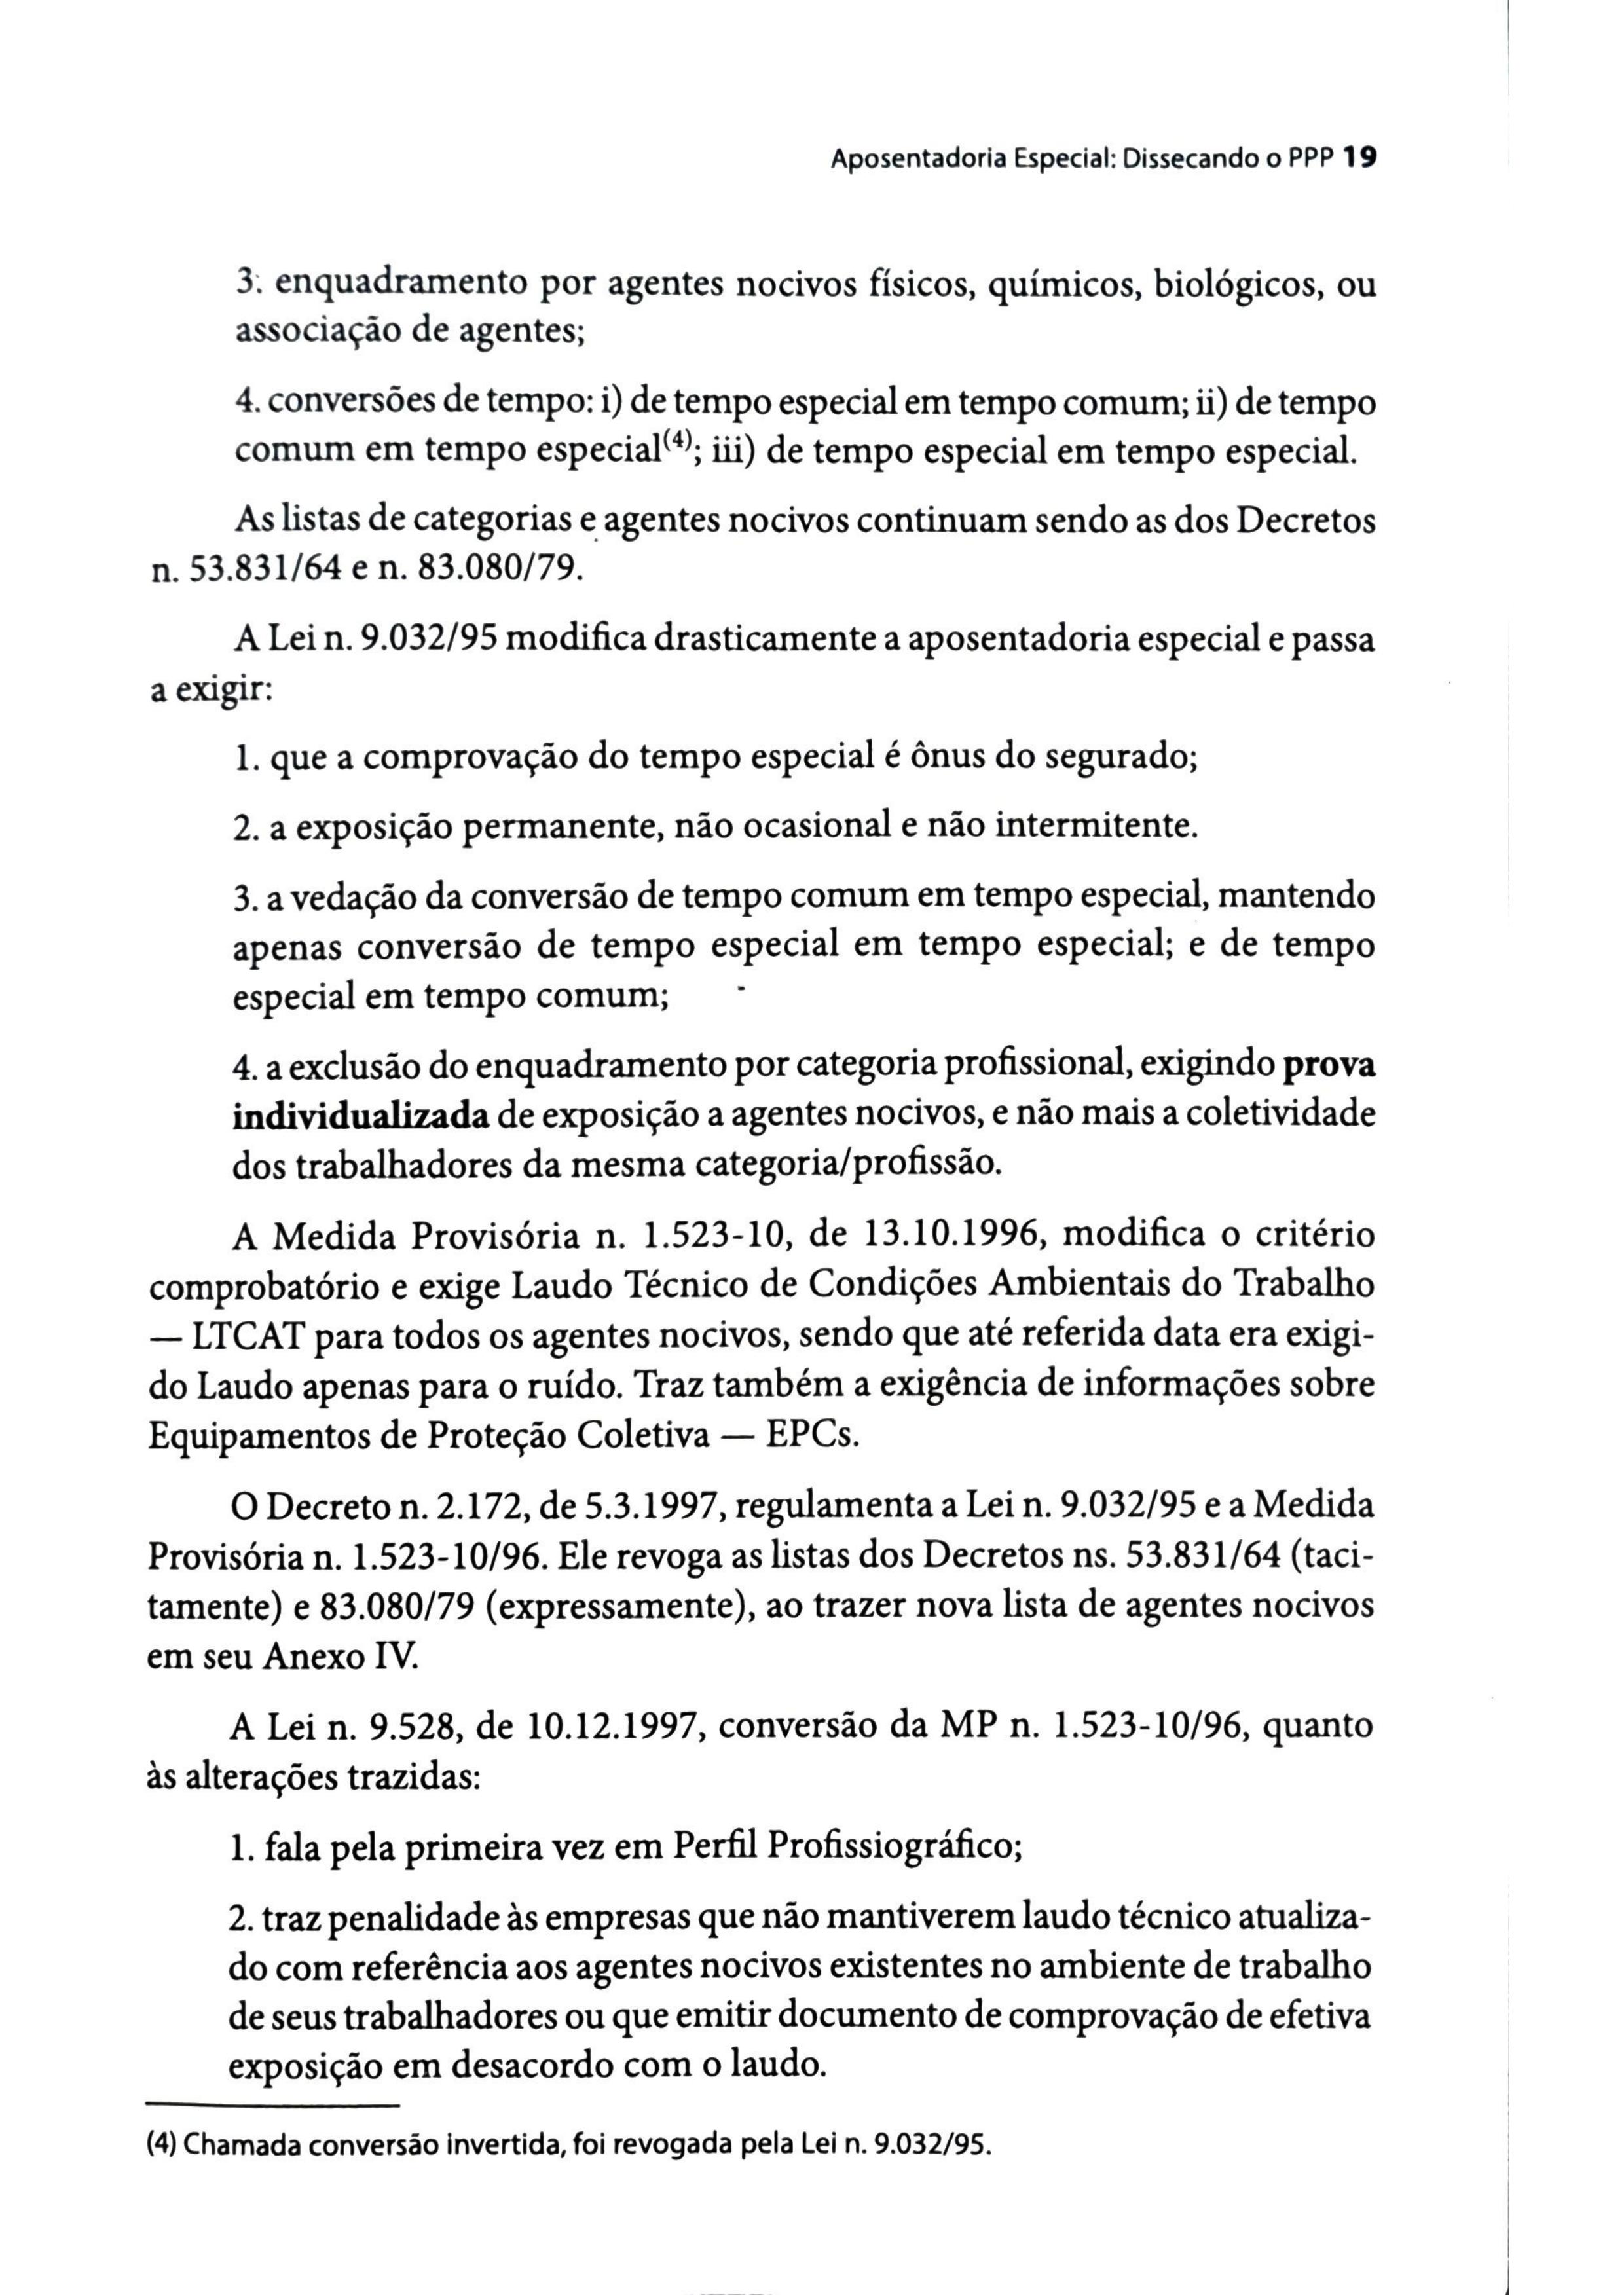 Aposentadoria Especial: Dissecando o PPP 19
3. enquadramento por agentes nocivos físicos, químicos, biológicos, ou
associação de agentes;
4. conversões de tempo: i) de tempo especial em tempo comum; ii) de tempo
comum em tempo especial(4); iii) de tempo especial em tempo especial.
As listas de categorias e agentes nocivos continuam sendo as dos Decretos
n. 53.831/64 e n. 83.080/79.
A Lei n. 9.032/95 modifica drasticamente a aposentadoria especial e passa
a exigir:
1. que a comprovação do tempo especial é ônus do segurado;
2. a exposição permanente, não ocasional e não intermitente.
3. a vedação da conversão de tempo comum em tempo especial, mantendo
apenas conversão de tempo especial em tempo especial; e de tempo
especial em tempo comum;
4. a exclusão do enquadramento por categoria profissional, exigindo prova
individualizada de exposição a agentes nocivos, e não mais a coletividade
dos trabalhadores da mesma categoria/profissão.
A Medida Provisória n. 1.523-10, de 13.10.1996, modifica o critério
comprobatório e exige Laudo Técnico de Condições Ambientais do Trabalho
— LTCAT para todos os agentes nocivos, sendo que até referida data era exigi-
do Laudo apenas para o ruído. Traz também a exigência de informações sobre
Equipamentos de Proteção Coletiva — EPCs.
O Decreto n. 2.172, de 5.3.1997, regulamenta a Lei n. 9.032/95 e a Medida
Provisória n. 1.523-10/96. Ele revoga as listas dos Decretos ns. 53.831/64 (taci-
tamente) e 83.080/79 (expressamente), ao trazer nova lista de agentes nocivos
em seu Anexo IV.
A Lei n. 9.528, de 10.12.1997, conversão da MP n. 1.523-10/96, quanto
às alterações trazidas:
1. fala pela primeira vez em Perfil Profissiográfico;
2. traz penalidade às empresas que não mantiverem laudo técnico atualiza-
do com referência aos agentes nocivos existentes no ambiente de trabalho
de seus trabalhadores ou que emitir documento de comprovação de efetiva
exposição em desacordo com o laudo.
(4) Chamada conversão invertida, foi revogada pela Lei n. 9.032/95.